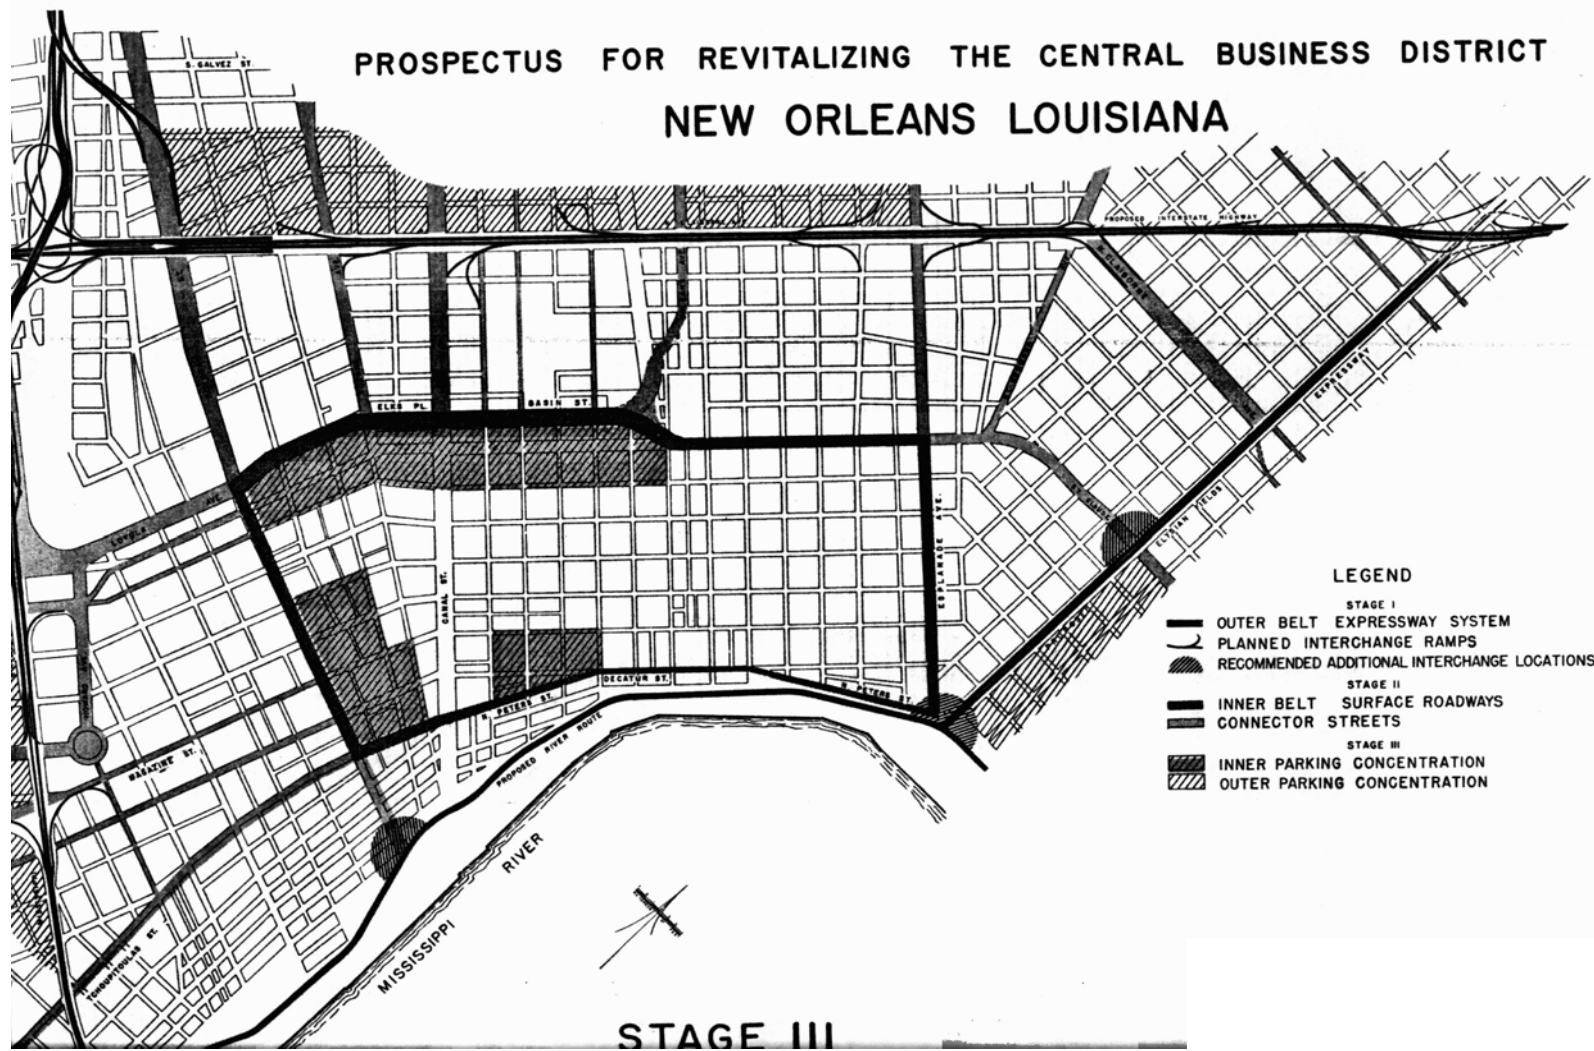 PROSPECTUS FOR REVITALIZING THE CENTRAL BUSINESS DISTRICT
NEW ORLEANS LOUISIANA
S. GALVEZ ST.
PROPOSED INTERSTATE HIGHWAY
N. CLAIBORNE
AVE.
ELKS PL.
BASIN ST.
EXPRESSWAY
LOYOLA AVE.
CANAL ST.
ESPLANADE AVE.
ELYSIAN FIELDS
DECATUR ST.
N. PETERS ST.
N. PETERS ST.
PROPOSED RIVER ROUTE
MAGAZINE ST.
TCHOUPITOULAS ST.
MISSISSIPPI RIVER
LEGEND
STAGE I
OUTER BELT EXPRESSWAY SYSTEM
PLANNED INTERCHANGE RAMPS
RECOMMENDED ADDITIONAL INTERCHANGE LOCATIONS
STAGE II
INNER BELT SURFACE ROADWAYS
CONNECTOR STREETS
STAGE III
INNER PARKING CONCENTRATION
OUTER PARKING CONCENTRATION
STAGE III